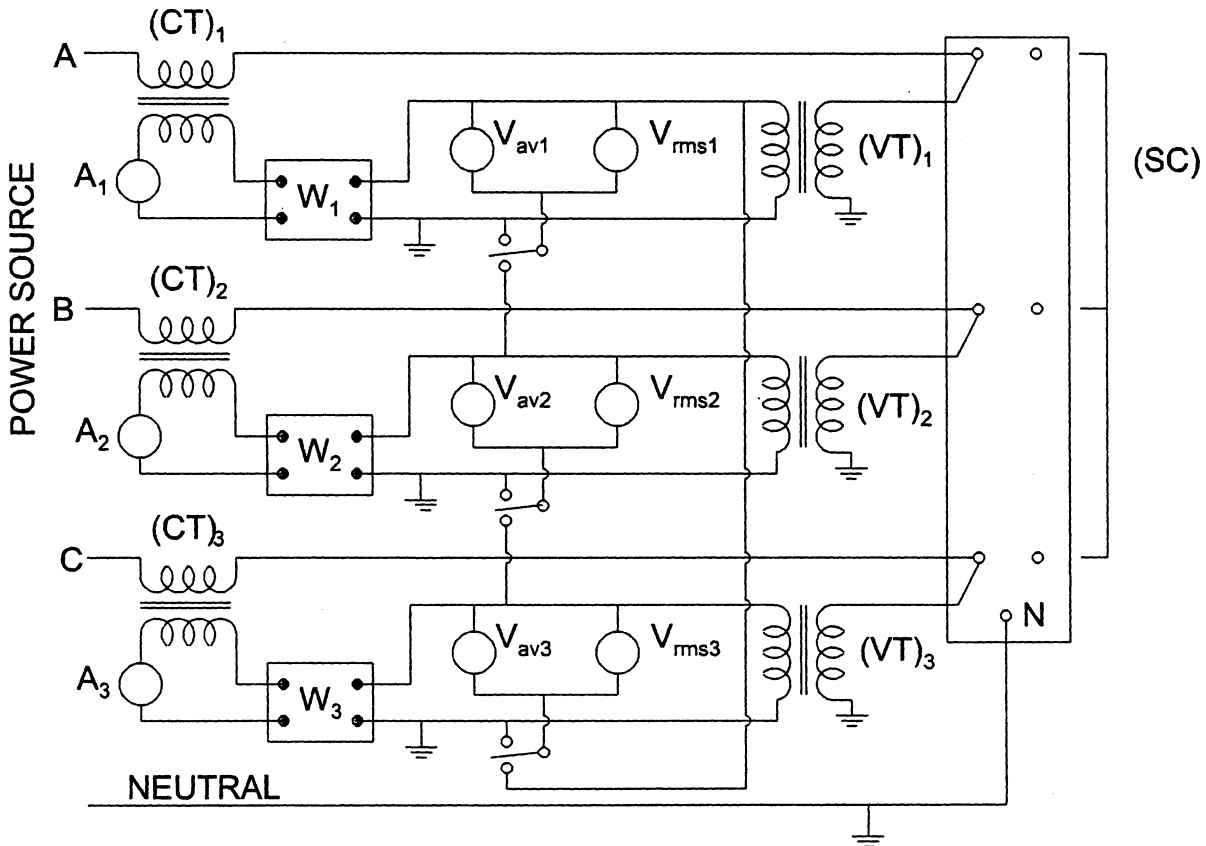 POWER SOURCE
(CT)₁
A
A₁
W₁
V_av1
V_rms1
(VT)₁
(SC)
(CT)₂
B
A₂
W₂
V_av2
V_rms2
(VT)₂
(CT)₃
C
A₃
W₃
V_av3
V_rms3
(VT)₃
N
NEUTRAL